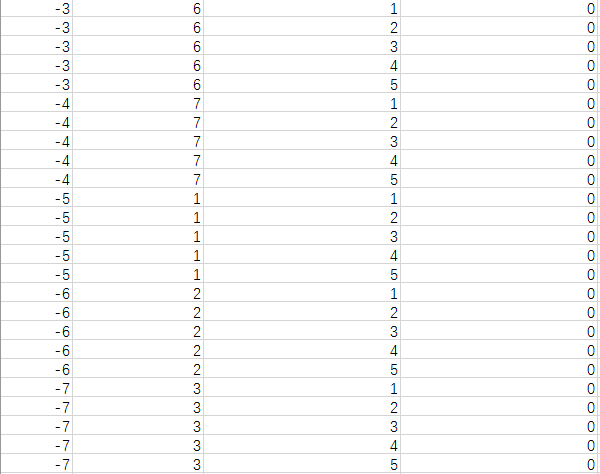 -3 6 1 0
-3 6 2 0
-3 6 3 0
-3 6 4 0
-3 6 5 0
-4 7 1 0
-4 7 2 0
-4 7 3 0
-4 7 4 0
-4 7 5 0
-5 1 1 0
-5 1 2 0
-5 1 3 0
-5 1 4 0
-5 1 5 0
-6 2 1 0
-6 2 2 0
-6 2 3 0
-6 2 4 0
-6 2 5 0
-7 3 1 0
-7 3 2 0
-7 3 3 0
-7 3 4 0
-7 3 5 0